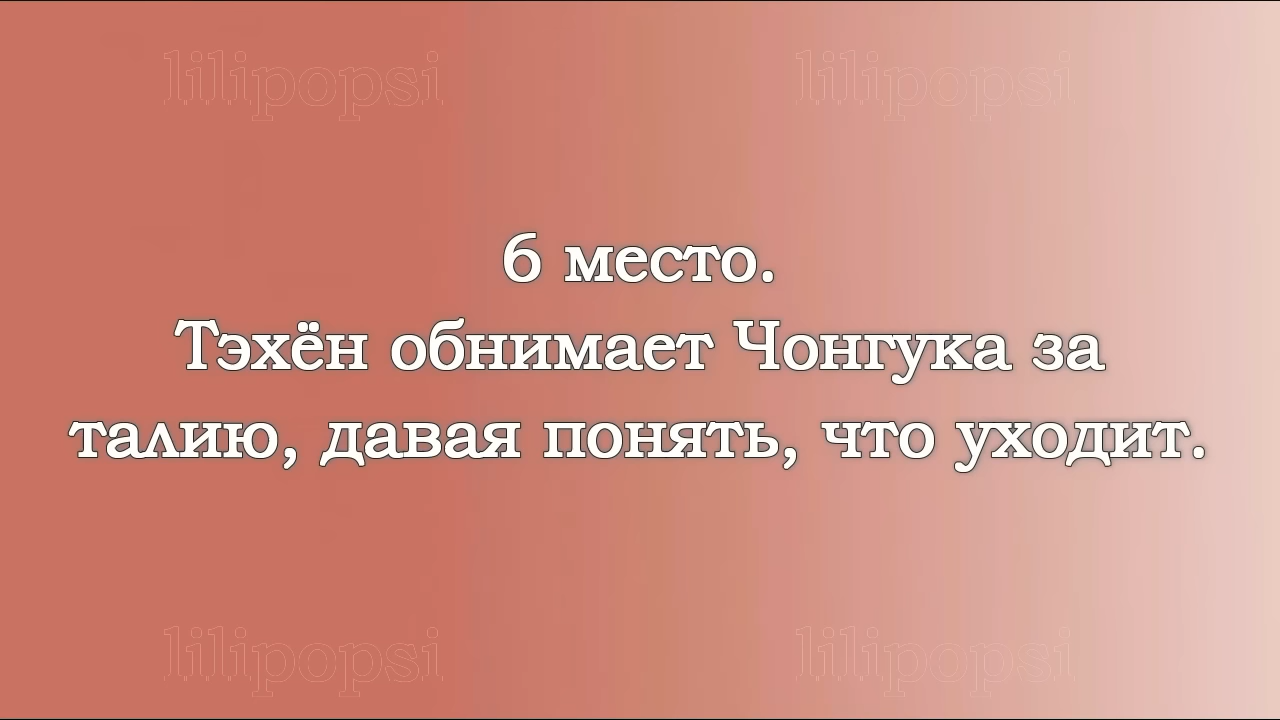 lilipopsi lilipopsi
6 место.
Тэхён обнимает Чонгука за
талию, давая понять, что уходит.
lilipopsi lilipopsi